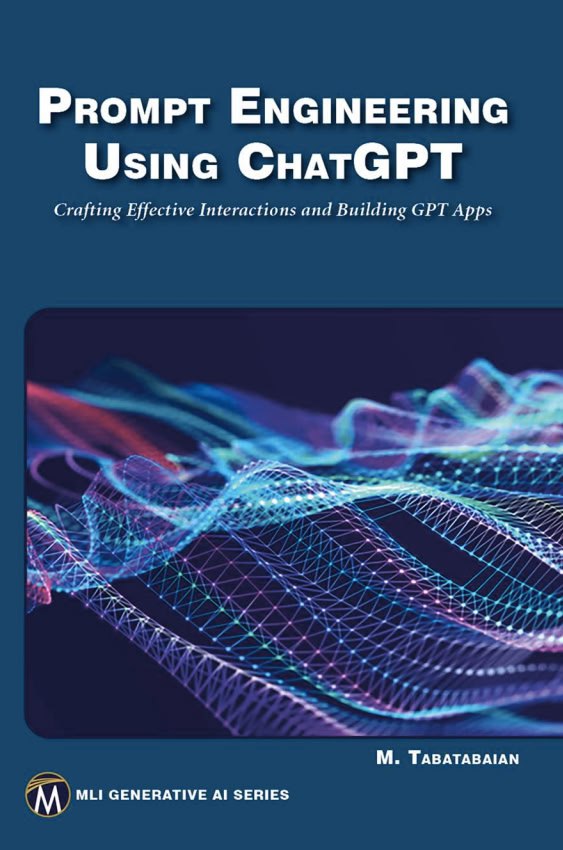 PROMPT ENGINEERING
USING CHATGPT
Crafting Effective Interactions and Building GPT Apps
M. TABATABAIAN
M
MLI GENERATIVE AI SERIES